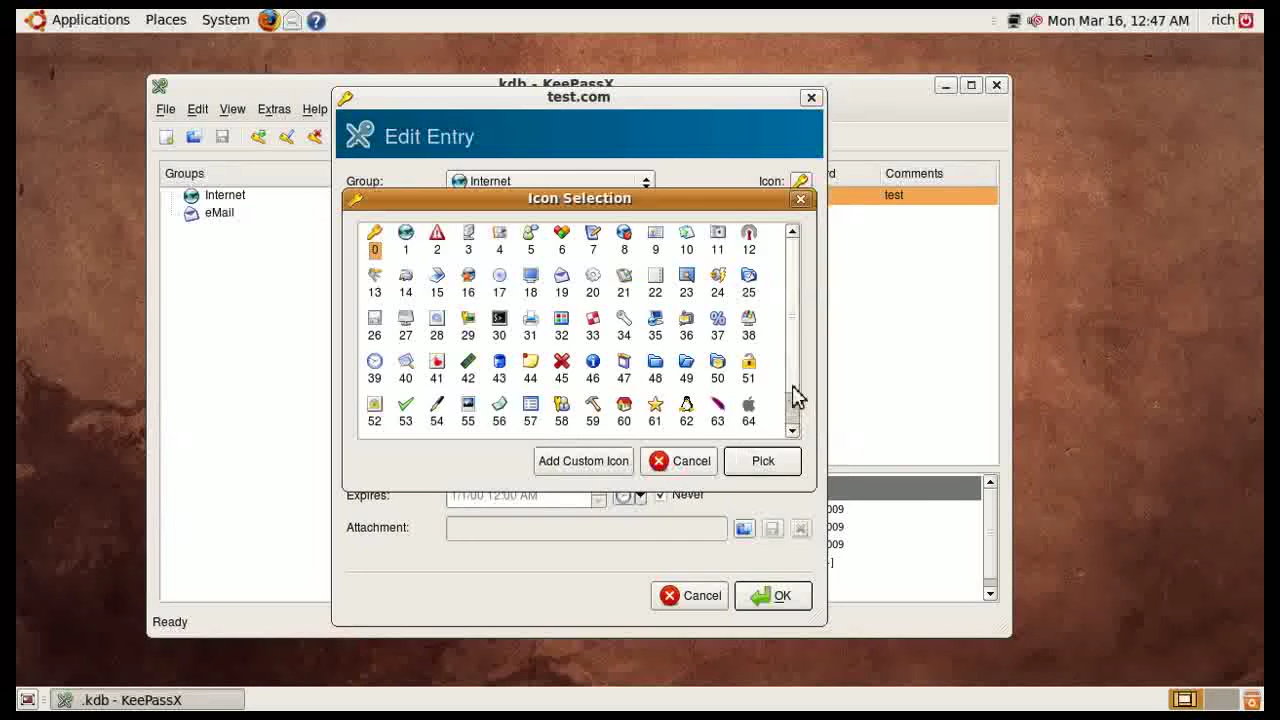 Applications Places System Mon Mar 16, 12:47 AM rich
kdb - KeePassX
test.com
File Edit View Extras Help
Edit Entry
Groups Comments
Group: Internet Icon:
Internet test
eMail
Icon Selection
0 1 2 3 4 5 6 7 8 9 10 11 12
13 14 15 16 17 18 19 20 21 22 23 24 25
26 27 28 29 30 31 32 33 34 35 36 37 38
39 40 41 42 43 44 45 46 47 48 49 50 51
52 53 54 55 56 57 58 59 60 61 62 63 64
Add Custom Icon Cancel Pick
Expires: 1/1/00 12:00 AM Never
009
Attachment: 009
009
Cancel OK
Ready
.kdb - KeePassX